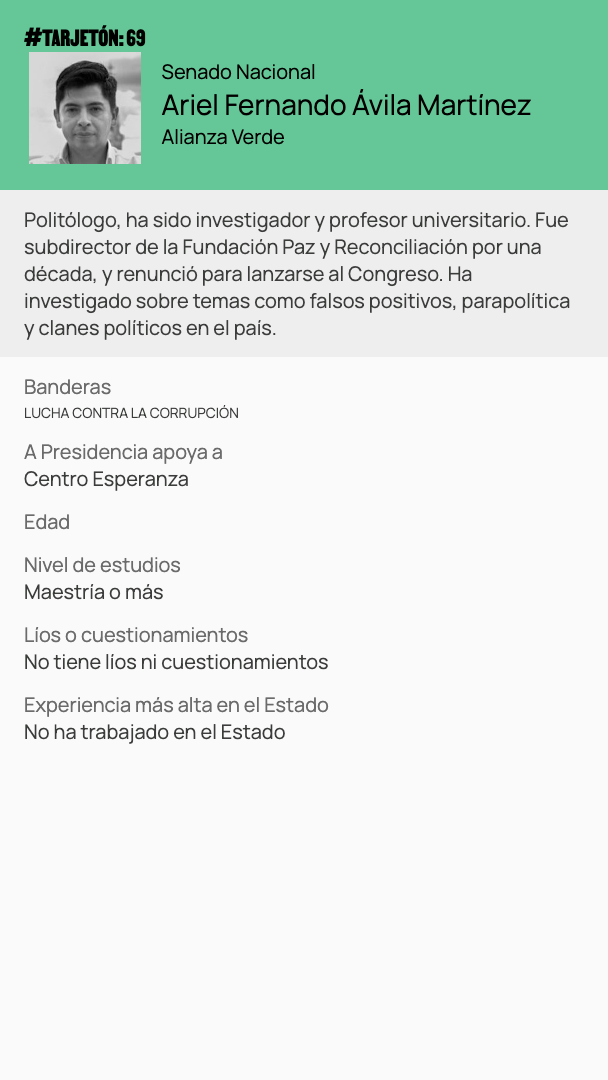 #TARJETÓN: 69
Senado Nacional
Ariel Fernando Ávila Martínez
Alianza Verde
Politólogo, ha sido investigador y profesor universitario. Fue
subdirector de la Fundación Paz y Reconciliación por una
década, y renunció para lanzarse al Congreso. Ha
investigado sobre temas como falsos positivos, parapolítica
y clanes políticos en el país.
Banderas
LUCHA CONTRA LA CORRUPCIÓN
A Presidencia apoya a
Centro Esperanza
Edad
Nivel de estudios
Maestría o más
Líos o cuestionamientos
No tiene líos ni cuestionamientos
Experiencia más alta en el Estado
No ha trabajado en el Estado